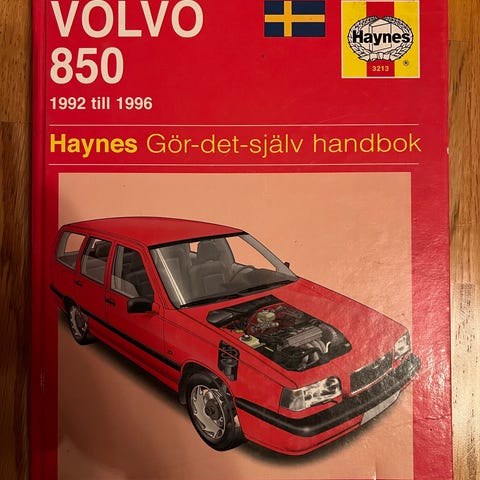 VOLVO
850
1992 till 1996
Haynes
3213
®
Haynes Gör-det-själv handbok